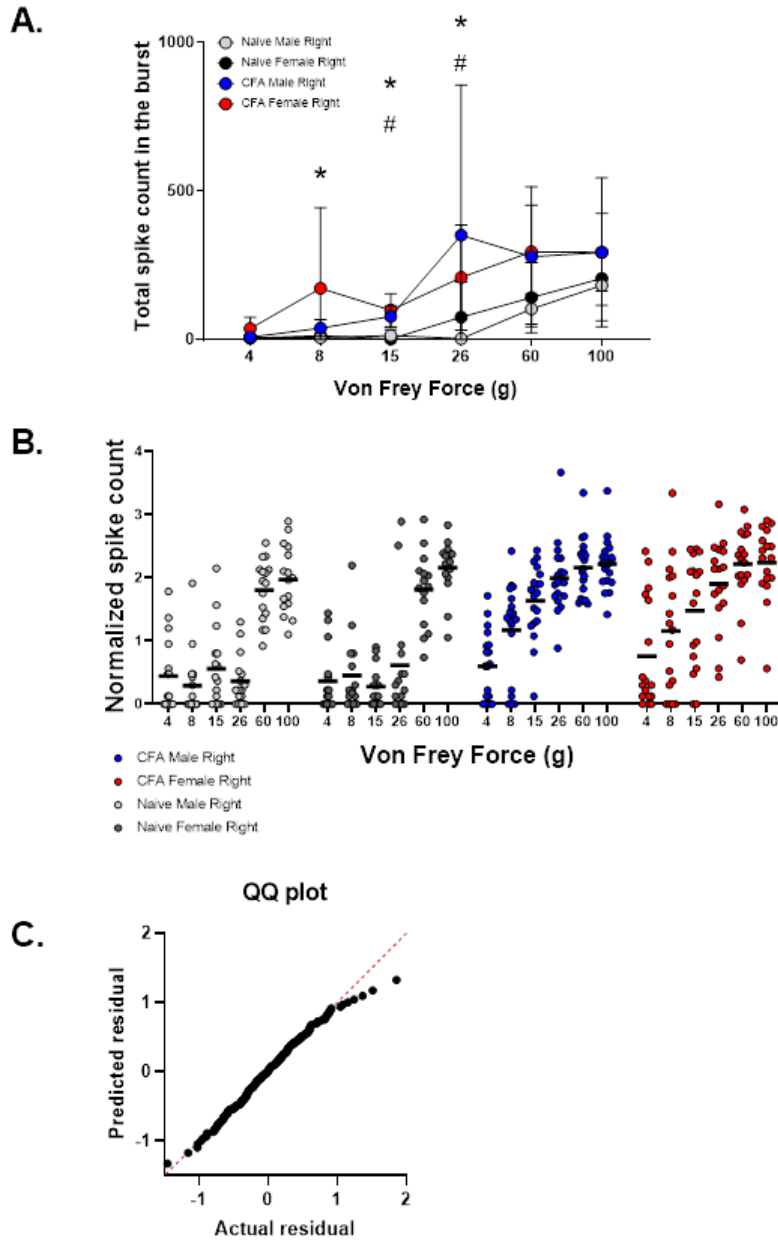 A.
Total spike count in the burst
1000
500
0
Naive Male Right
Naive Female Right
CFA Male Right
CFA Female Right
*
*
#
*
#
4 8 15 26 60 100
Von Frey Force (g)
B.
Normalized spike count
4
3
2
1
0
4 8 15 26 60 100 4 8 15 26 60 100 4 8 15 26 60 100 4 8 15 26 60 100
Von Frey Force (g)
CFA Male Right
CFA Female Right
Naive Male Right
Naive Female Right
C.
QQ plot
Predicted residual
2
1
0
-1
-1 0 1 2
Actual residual